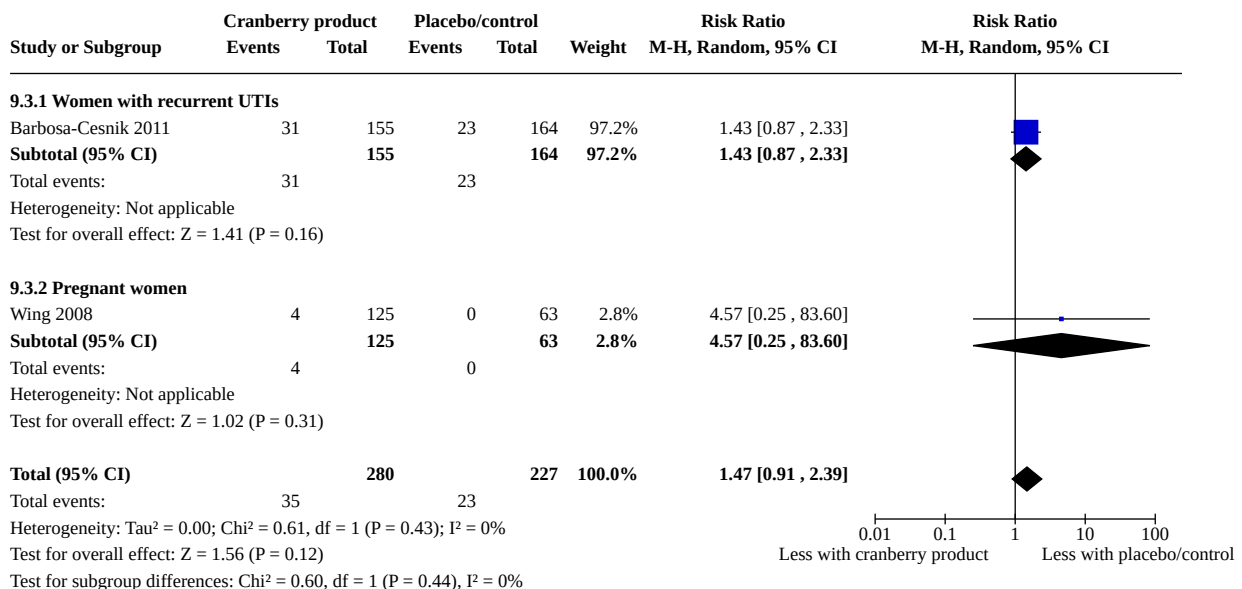 Cranberry product Placebo/control Risk Ratio Risk Ratio
Study or Subgroup Events Total Events Total Weight M-H, Random, 95% CI M-H, Random, 95% CI
9.3.1 Women with recurrent UTIs
Barbosa-Cesnik 2011 31 155 23 164 97.2% 1.43 [0.87 , 2.33]
Subtotal (95% CI) 155 164 97.2% 1.43 [0.87 , 2.33]
Total events: 31 23
Heterogeneity: Not applicable
Test for overall effect: Z = 1.41 (P = 0.16)
9.3.2 Pregnant women
Wing 2008 4 125 0 63 2.8% 4.57 [0.25 , 83.60]
Subtotal (95% CI) 125 63 2.8% 4.57 [0.25 , 83.60]
Total events: 4 0
Heterogeneity: Not applicable
Test for overall effect: Z = 1.02 (P = 0.31)
Total (95% CI) 280 227 100.0% 1.47 [0.91 , 2.39]
Total events: 35 23
Heterogeneity: Tau² = 0.00; Chi² = 0.61, df = 1 (P = 0.43); I² = 0%
0.01 0.1 1 10 100
Test for overall effect: Z = 1.56 (P = 0.12)
Less with cranberry product Less with placebo/control
Test for subgroup differences: Chi² = 0.60, df = 1 (P = 0.44), I² = 0%